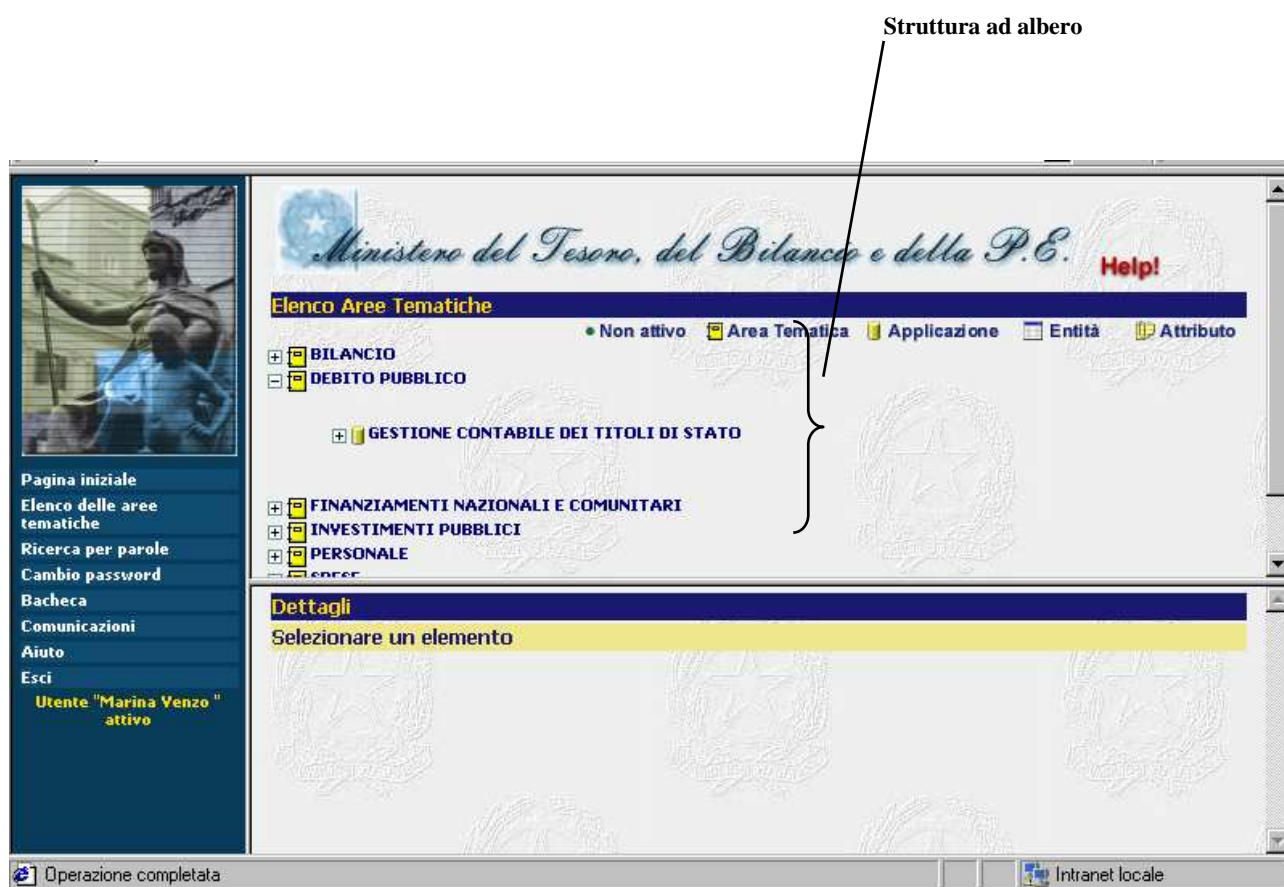 Struttura ad albero
Ministero del Tesoro, del Bilancio e della P.E.
Help!
Elenco Aree Tematiche
Non attivo Area Tematica Applicazione Entità Attributo
BILANCIO
DEBITO PUBBLICO
GESTIONE CONTABILE DEI TITOLI DI STATO
FINANZIAMENTI NAZIONALI E COMUNITARI
INVESTIMENTI PUBBLICI
PERSONALE
SPESE
Pagina iniziale
Elenco delle aree
tematiche
Ricerca per parole
Cambio password
Bacheca
Comunicazioni
Aiuto
Esci
Utente "Marina Venzo "
attivo
Dettagli
Selezionare un elemento
Operazione completata
Intranet locale